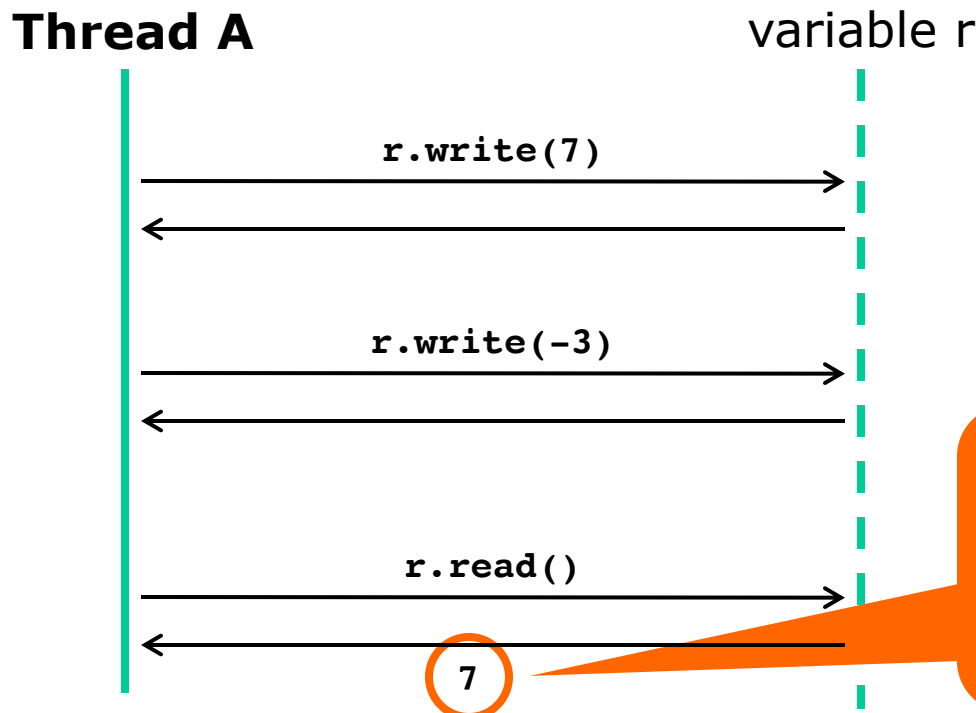 Thread A
variable r
r.write(7)
r.write(-3)
r.read()
7